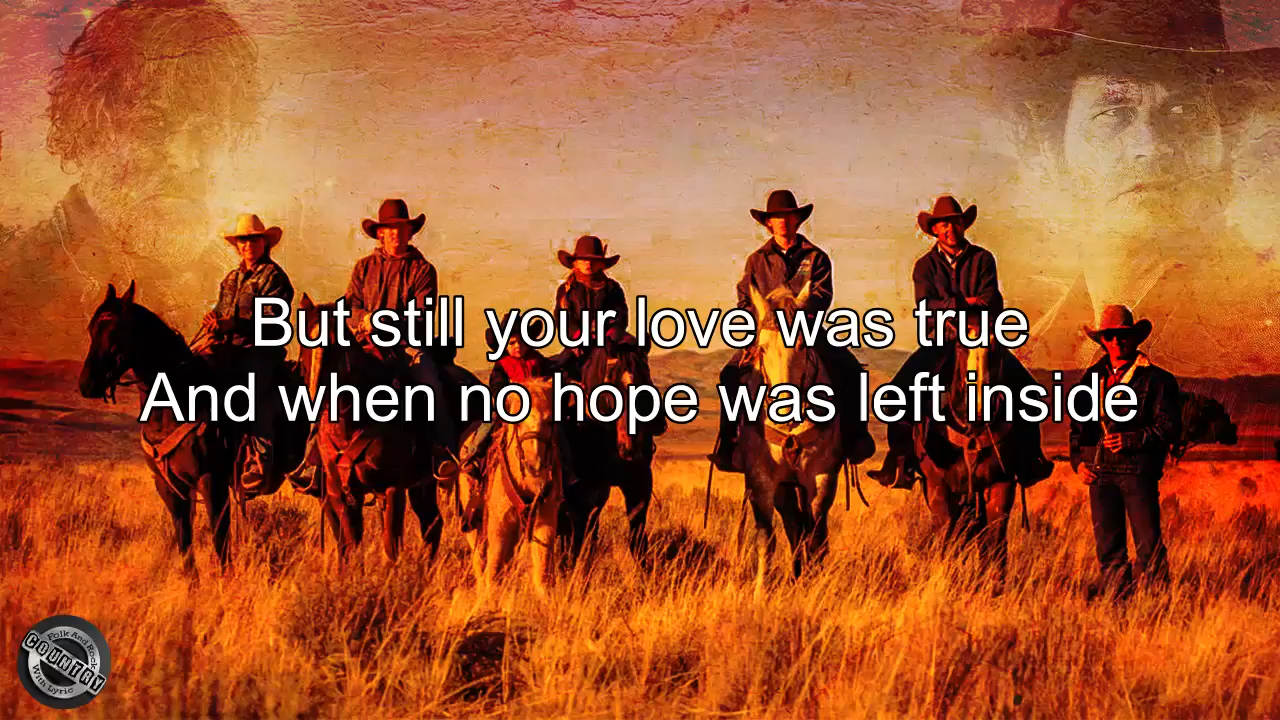 But still your love was true
And when no hope was left inside
Folk And Rock
COUNTRY
With Lyric